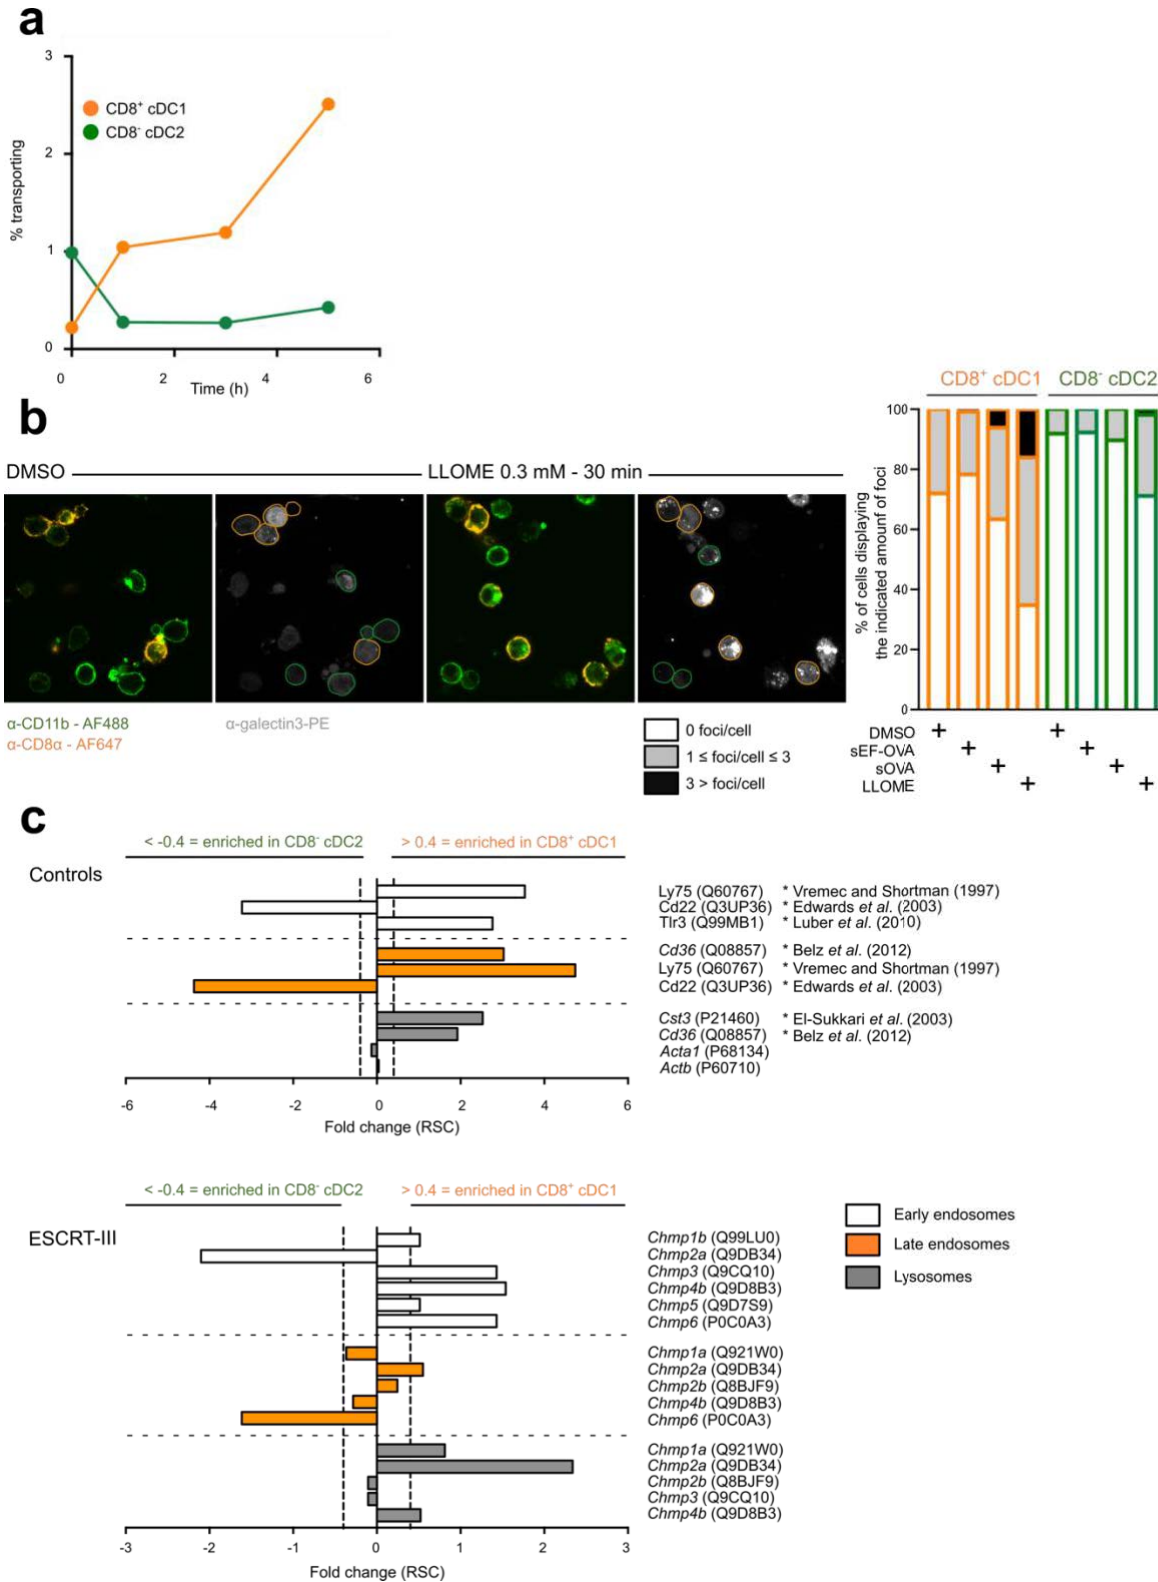 a
3
2
1
0
% transporting
CD8+ cDC1
CD8- cDC2
0 2 4 6
Time (h)
b
DMSO
LLOME 0.3 mM - 30 min
α-CD11b - AF488
α-CD8α - AF647
α-galectin3-PE
0 foci/cell
1 ≤ foci/cell ≤ 3
3 > foci/cell
CD8+ cDC1 CD8- cDC2
% of cells displaying
the indicated amount of foci
100
80
60
40
20
0
DMSO + +
sEF-OVA + +
sOVA + +
LLOME + +
c
< -0.4 = enriched in CD8- cDC2 > 0.4 = enriched in CD8+ cDC1
Controls
Ly75 (Q60767) * Vremec and Shortman (1997)
Cd22 (Q3UP36) * Edwards et al. (2003)
Tlr3 (Q99MB1) * Luber et al. (2010)
Cd36 (Q08857) * Belz et al. (2012)
Ly75 (Q60767) * Vremec and Shortman (1997)
Cd22 (Q3UP36) * Edwards et al. (2003)
Cst3 (P21460) * El-Sukkari et al. (2003)
Cd36 (Q08857) * Belz et al. (2012)
Acta1 (P68134)
Actb (P60710)
-6 -4 -2 0 2 4 6
Fold change (RSC)
< -0.4 = enriched in CD8- cDC2 > 0.4 = enriched in CD8+ cDC1
ESCRT-III
Chmp1b (Q99LU0)
Chmp2a (Q9DB34)
Chmp3 (Q9CQ10)
Chmp4b (Q9D8B3)
Chmp5 (Q9D7S9)
Chmp6 (P0C0A3)
Chmp1a (Q921W0)
Chmp2a (Q9DB34)
Chmp2b (Q8BJF9)
Chmp4b (Q9D8B3)
Chmp6 (P0C0A3)
Chmp1a (Q921W0)
Chmp2a (Q9DB34)
Chmp2b (Q8BJF9)
Chmp3 (Q9CQ10)
Chmp4b (Q9D8B3)
-3 -2 -1 0 1 2 3
Fold change (RSC)
Early endosomes
Late endosomes
Lysosomes